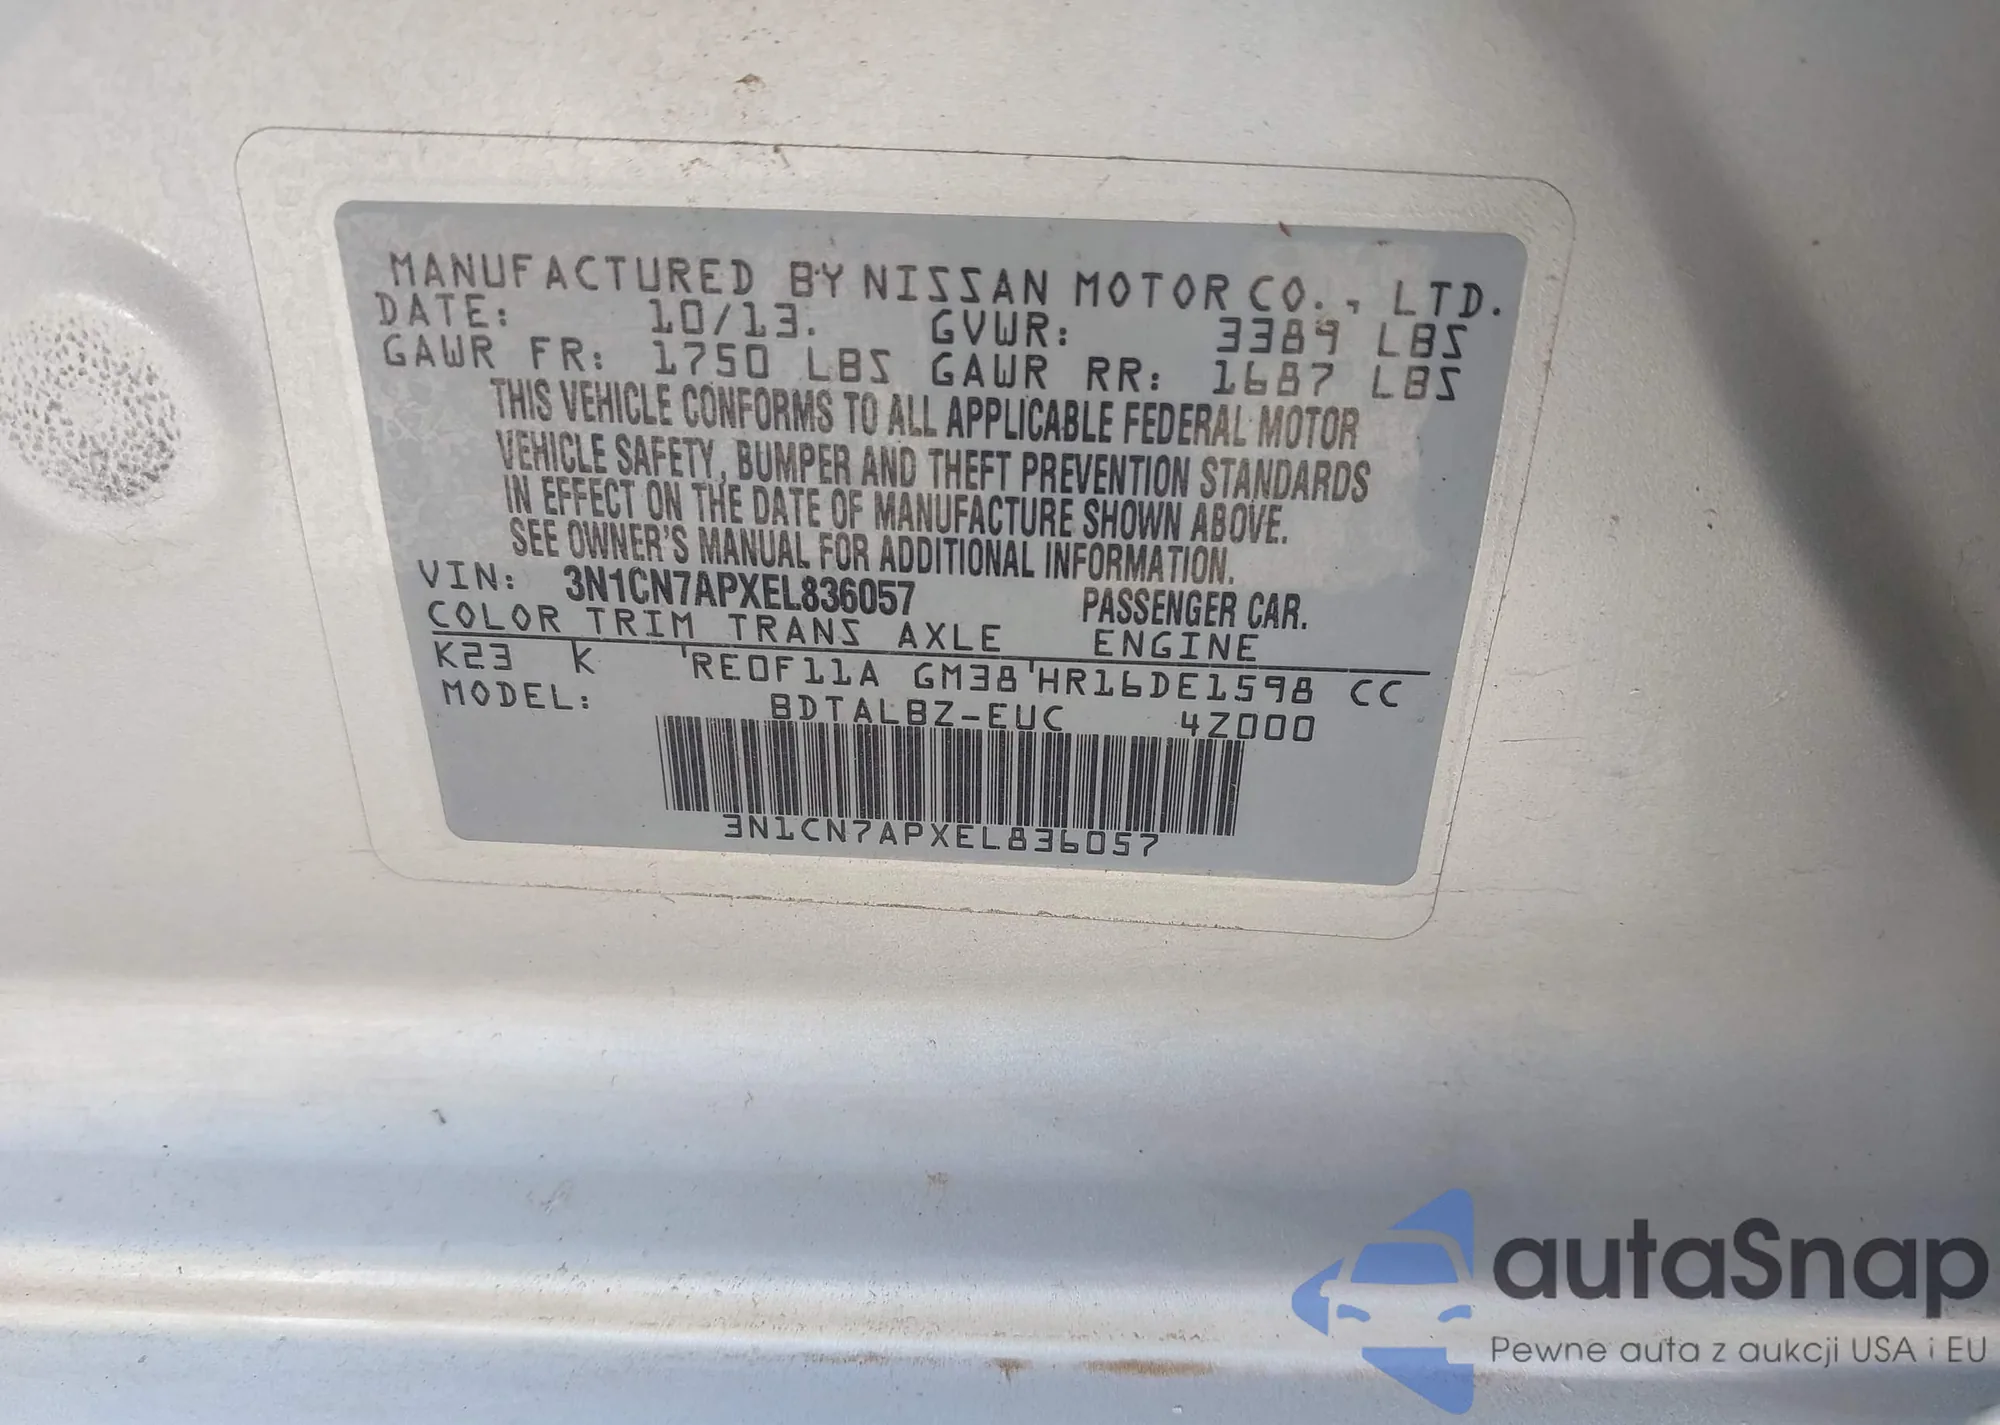 MANUFACTURED BY NISSAN MOTOR CO., LTD.
DATE: 10/13. GVWR: 3389 LBS
GAWR FR: 1750 LBS GAWR RR: 1687 LBS
THIS VEHICLE CONFORMS TO ALL APPLICABLE FEDERAL MOTOR
VEHICLE SAFETY, BUMPER AND THEFT PREVENTION STANDARDS
IN EFFECT ON THE DATE OF MANUFACTURE SHOWN ABOVE.
SEE OWNER'S MANUAL FOR ADDITIONAL INFORMATION.
VIN: 3N1CN7APXEL836057 PASSENGER CAR.
COLOR TRIM TRANS AXLE ENGINE
K23 K 'RE0F11A GM38'HR16DE1598 CC
MODEL: BDTALBZ-EUC 4Z000
3N1CN7APXEL836057
autaSnap
Pewne auta z aukcji USA i EU